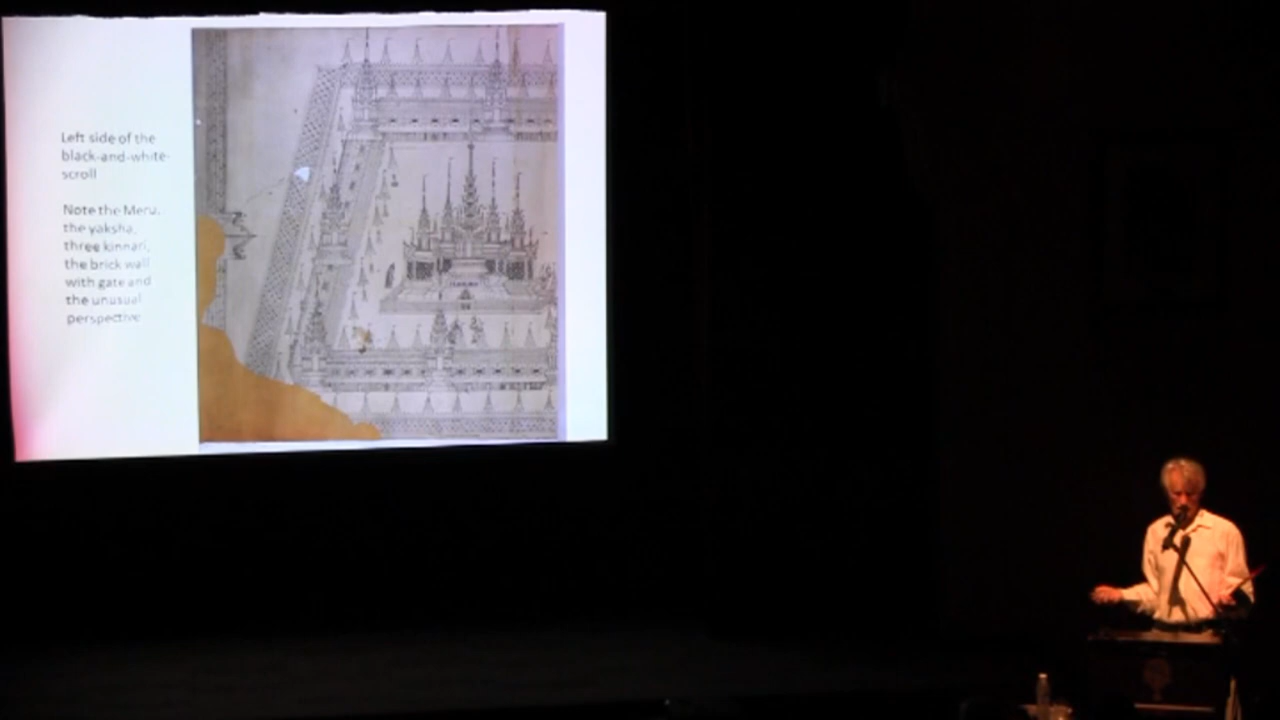 Left side of the
black-and-white-
scroll
Note the Meru,
the yaksha,
three kinnari,
the brick wall
with gate and
the unusual
perspective